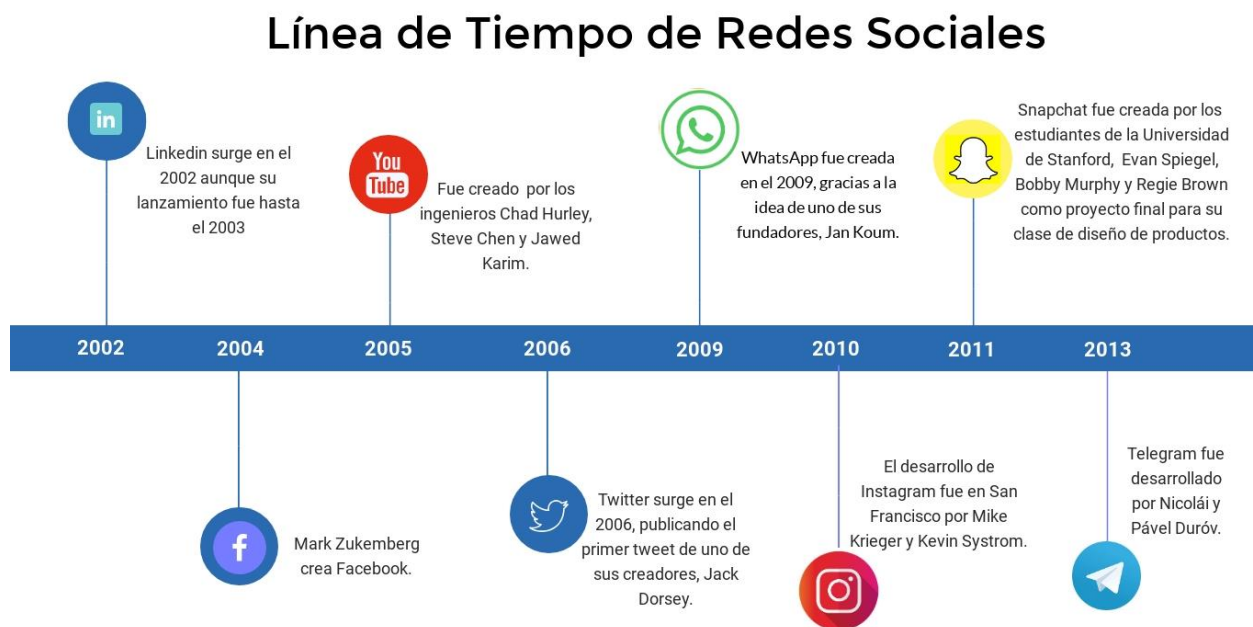 Línea de Tiempo de Redes Sociales
in
Linkedin surge en el
2002 aunque su
lanzamiento fue hasta
el 2003
You
Tube
Fue creado por los
ingenieros Chad Hurley,
Steve Chen y Jawed
Karim.
WhatsApp fue creada
en el 2009, gracias a la
idea de uno de sus
fundadores, Jan Koum.
Snapchat fue creada por los
estudiantes de la Universidad
de Stanford, Evan Spiegel,
Bobby Murphy y Regie Brown
como proyecto final para su
clase de diseño de productos.
2002 2004 2005 2006 2009 2010 2011 2013
f
Mark Zukemberg
crea Facebook.
Twitter surge en el
2006, publicando el
primer tweet de uno de
sus creadores, Jack
Dorsey.
El desarrollo de
Instagram fue en San
Francisco por Mike
Krieger y Kevin Systrom.
Telegram fue
desarrollado
por Nicolái y
Pável Duróv.